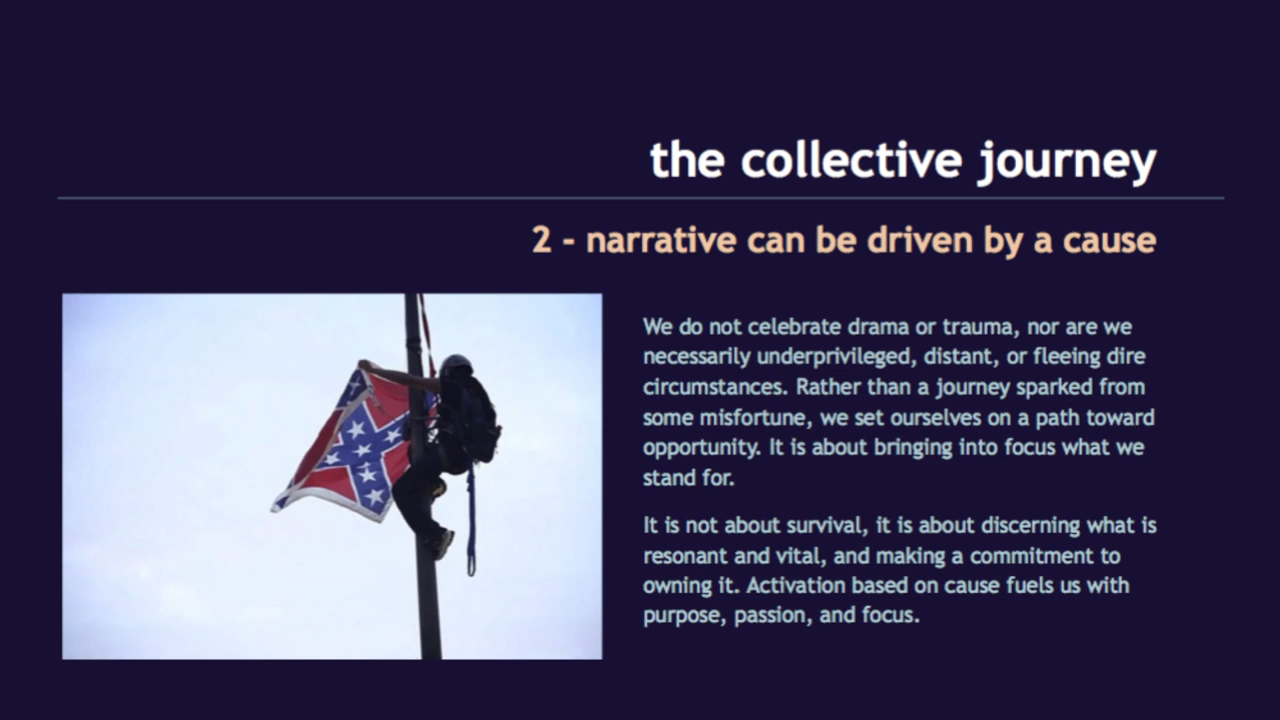 the collective journey
2 - narrative can be driven by a cause
We do not celebrate drama or trauma, nor are we
necessarily underprivileged, distant, or fleeing dire
circumstances. Rather than a journey sparked from
some misfortune, we set ourselves on a path toward
opportunity. It is about bringing into focus what we
stand for.
It is not about survival, it is about discerning what is
resonant and vital, and making a commitment to
owning it. Activation based on cause fuels us with
purpose, passion, and focus.